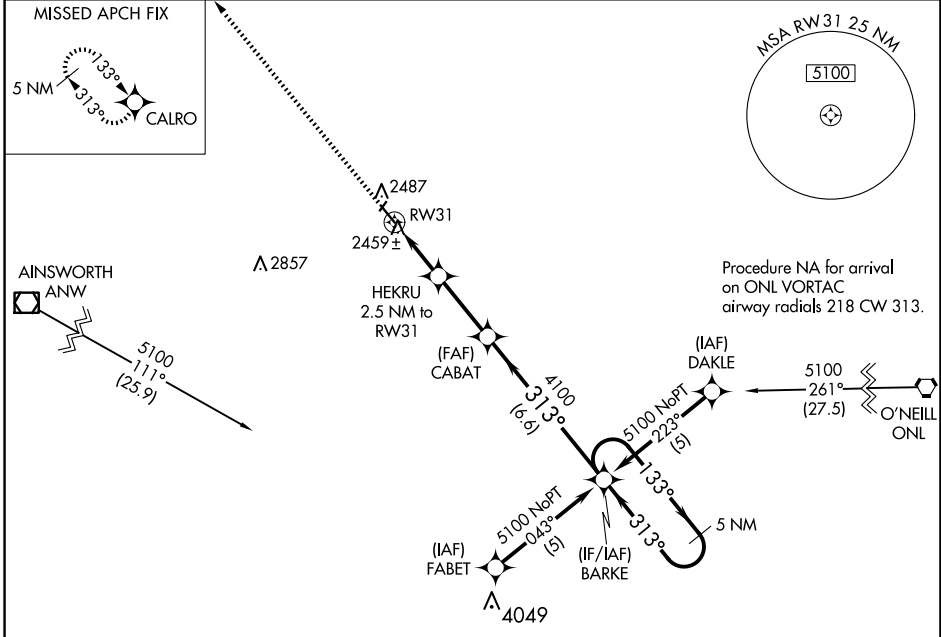 MISSED APCH FIX
5 NM
133°
313°
CALRO
MSA RW31 25 NM
5100
2487
RW31
2459±
2857
AINSWORTH
ANW
5100
111°
(25.9)
HEKRU
2.5 NM to
RW31
(FAF)
CABAT
4100
313°
(6.6)
Procedure NA for arrival
on ONL VORTAC
airway radials 218 CW 313.
(IAF)
DAKLE
5100
261°
(27.5)
O'NEILL
ONL
5100 NoPT
223°
(5)
133°
313°
5 NM
5100 NoPT
043°
(5)
(IAF)
FABET
(IF/IAF)
BARKE
4049